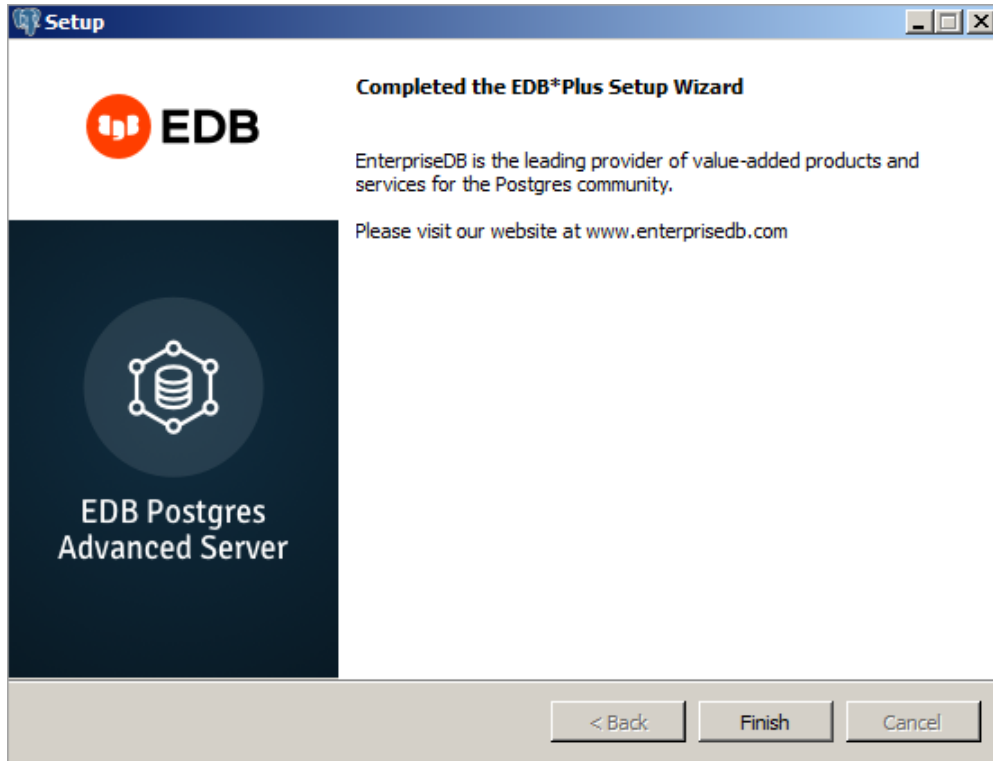 Setup
EDB
Completed the EDB*Plus Setup Wizard
EnterpriseDB is the leading provider of value-added products and
services for the Postgres community.
Please visit our website at www.enterprisedb.com
EDB Postgres
Advanced Server
< Back
Finish
Cancel